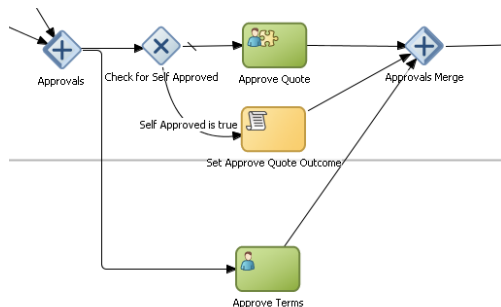 Approvals
Check for Self Approved
Approve Quote
Approvals Merge
Self Approved is true
Set Approve Quote Outcome
Approve Terms